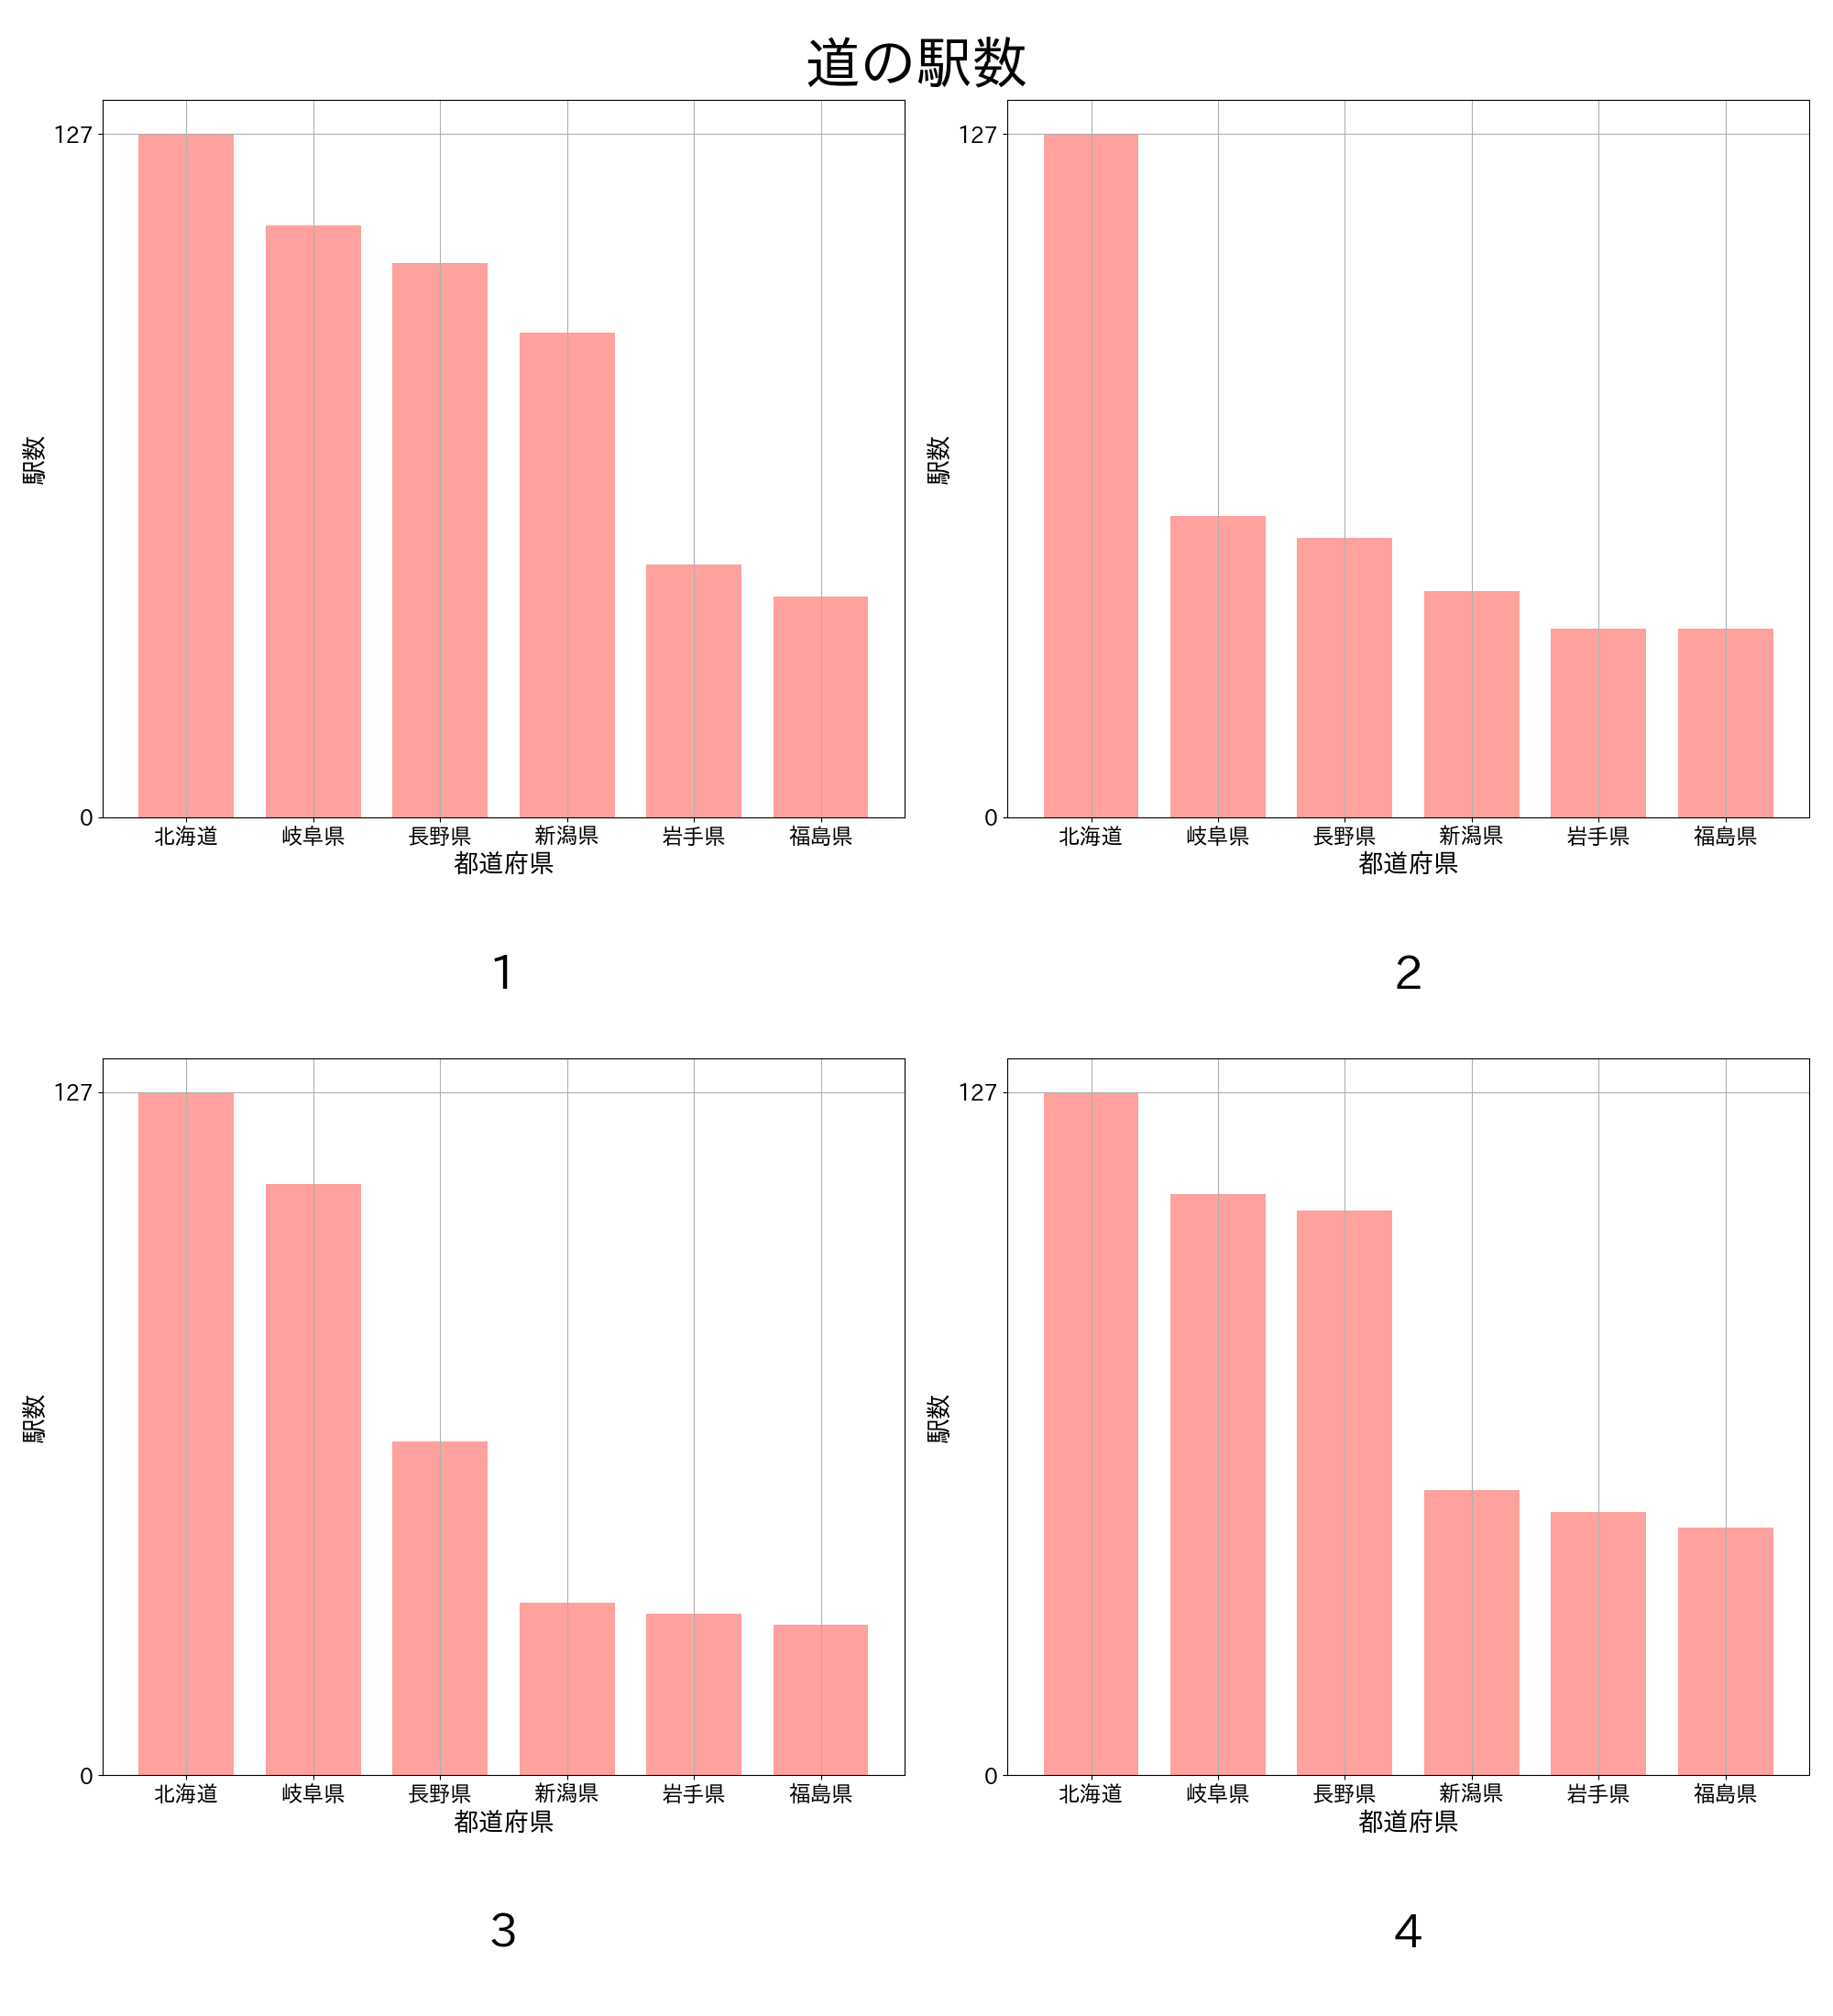 道の駅数
127
0
駅数
北海道 岐阜県 長野県 新潟県 岩手県 福島県
都道府県
1
127
0
駅数
北海道 岐阜県 長野県 新潟県 岩手県 福島県
都道府県
2
127
0
駅数
北海道 岐阜県 長野県 新潟県 岩手県 福島県
都道府県
3
127
0
駅数
北海道 岐阜県 長野県 新潟県 岩手県 福島県
都道府県
4